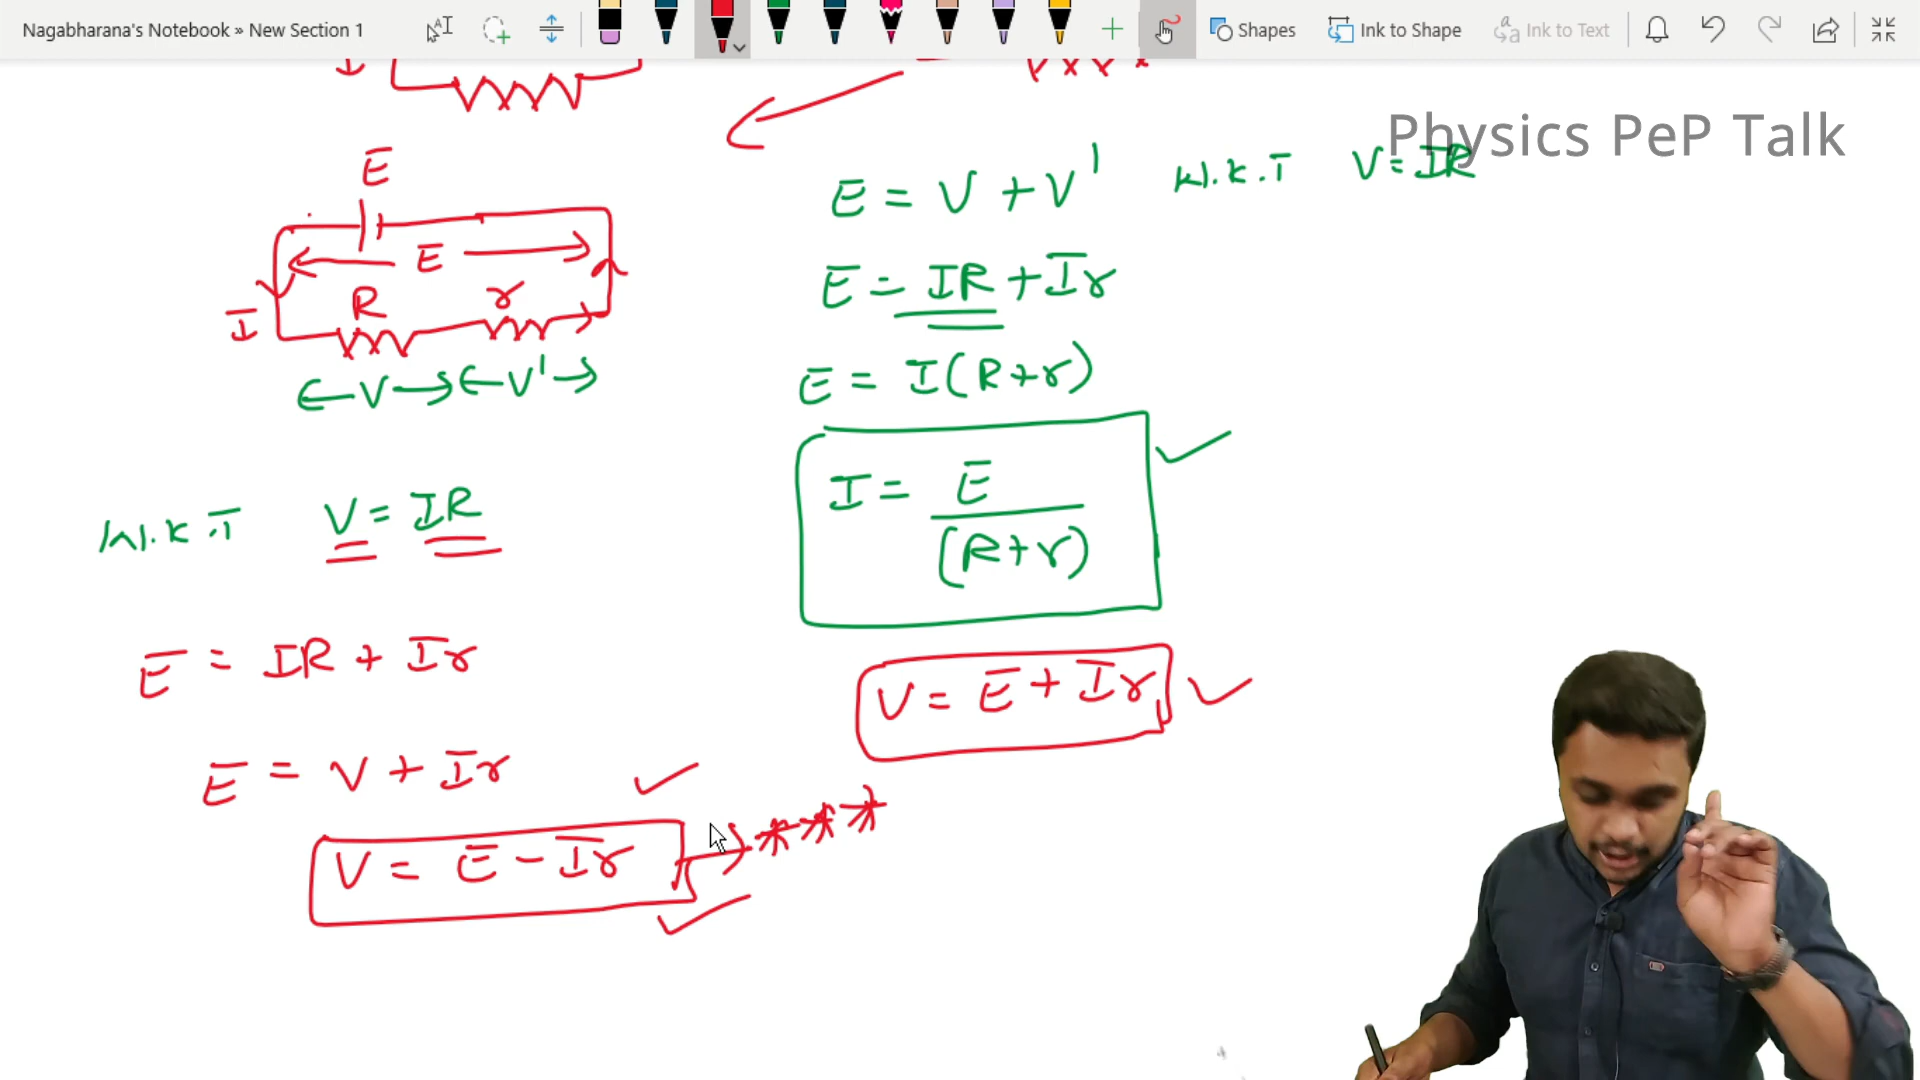 Nagabharana's Notebook » New Section 1
Shapes
Ink to Shape
Ink to Text
Physics PeP Talk
I
E
E
R
r
I
V
V'
W.K.T V = IR
E = IR + Ir
E = V + Ir
V = E - Ir
E = V + V'
W.K.T V = IR
E = IR + Ir
E = I(R+r)
I = E
(R+r)
V = E + Ir